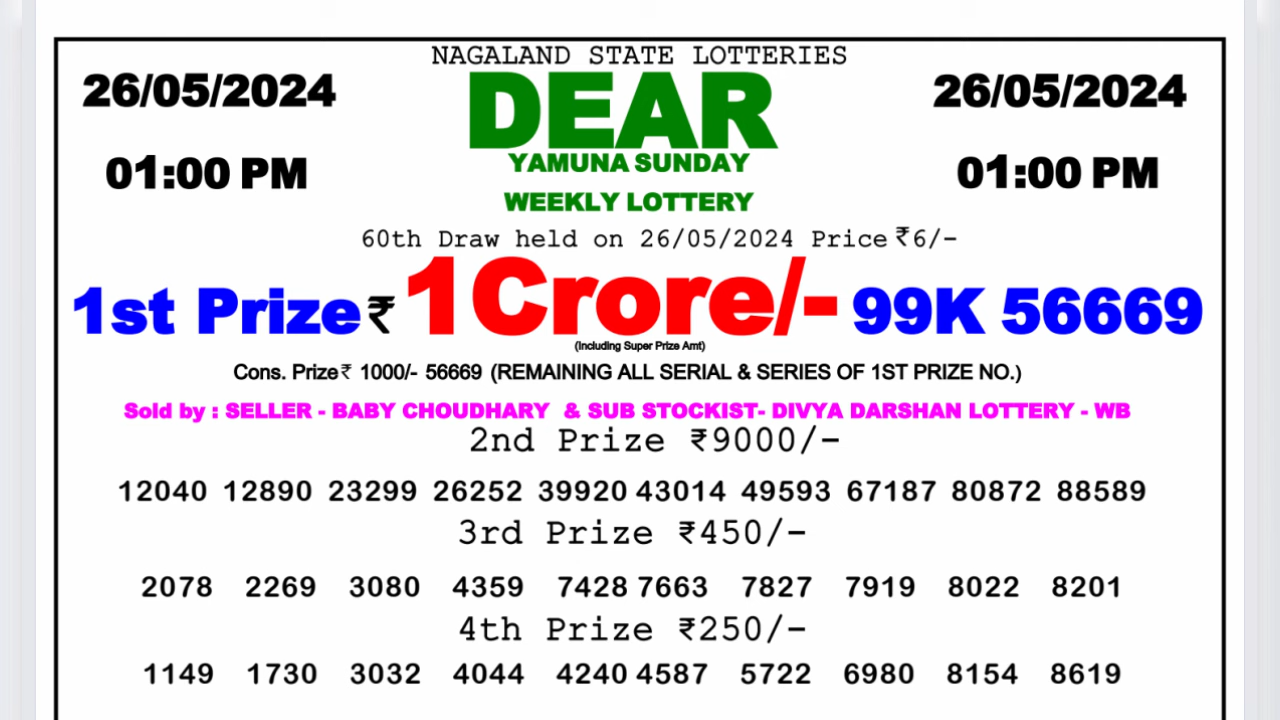 NAGALAND STATE LOTTERIES
26/05/2024 DEAR 26/05/2024
YAMUNA SUNDAY
01:00 PM 01:00 PM
WEEKLY LOTTERY
60th Draw held on 26/05/2024 Price ₹6/-
1st Prize ₹ 1Crore/- 99K 56669
(Including Super Prize Amt)
Cons. Prize ₹ 1000/- 56669 (REMAINING ALL SERIAL & SERIES OF 1ST PRIZE NO.)
Sold by : SELLER - BABY CHOUDHARY & SUB STOCKIST- DIVYA DARSHAN LOTTERY - WB
2nd Prize ₹9000/-
12040 12890 23299 26252 39920 43014 49593 67187 80872 88589
3rd Prize ₹450/-
2078 2269 3080 4359 7428 7663 7827 7919 8022 8201
4th Prize ₹250/-
1149 1730 3032 4044 4240 4587 5722 6980 8154 8619